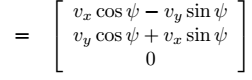 = [ v_x cos ψ − v_y sin ψ
v_y cos ψ + v_x sin ψ
0 ]